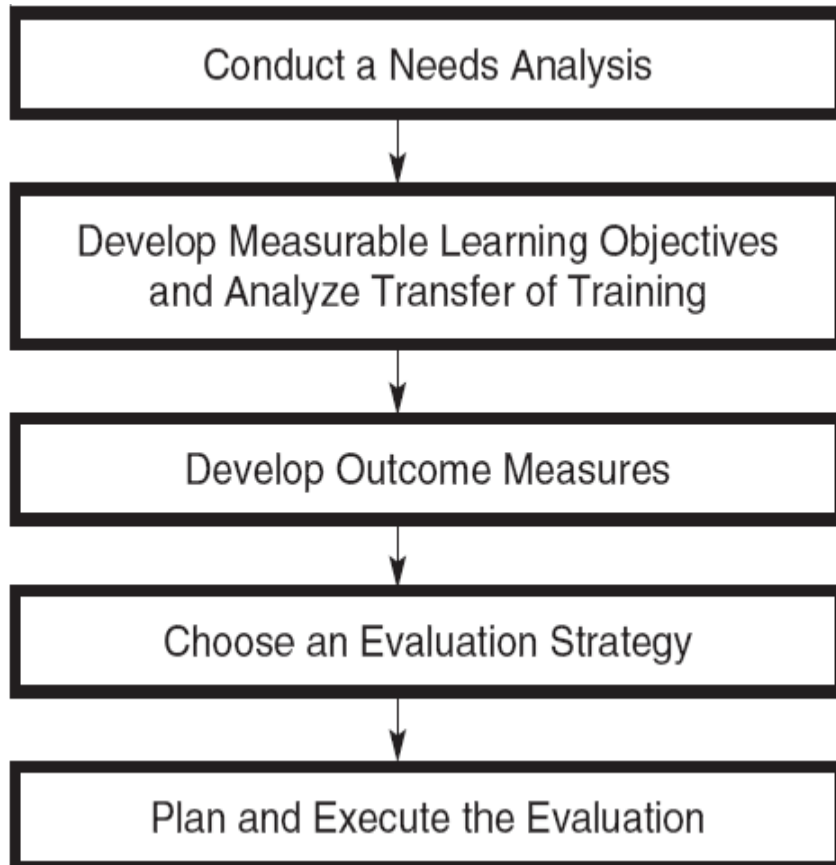 Conduct a Needs Analysis
Develop Measurable Learning Objectives
and Analyze Transfer of Training
Develop Outcome Measures
Choose an Evaluation Strategy
Plan and Execute the Evaluation